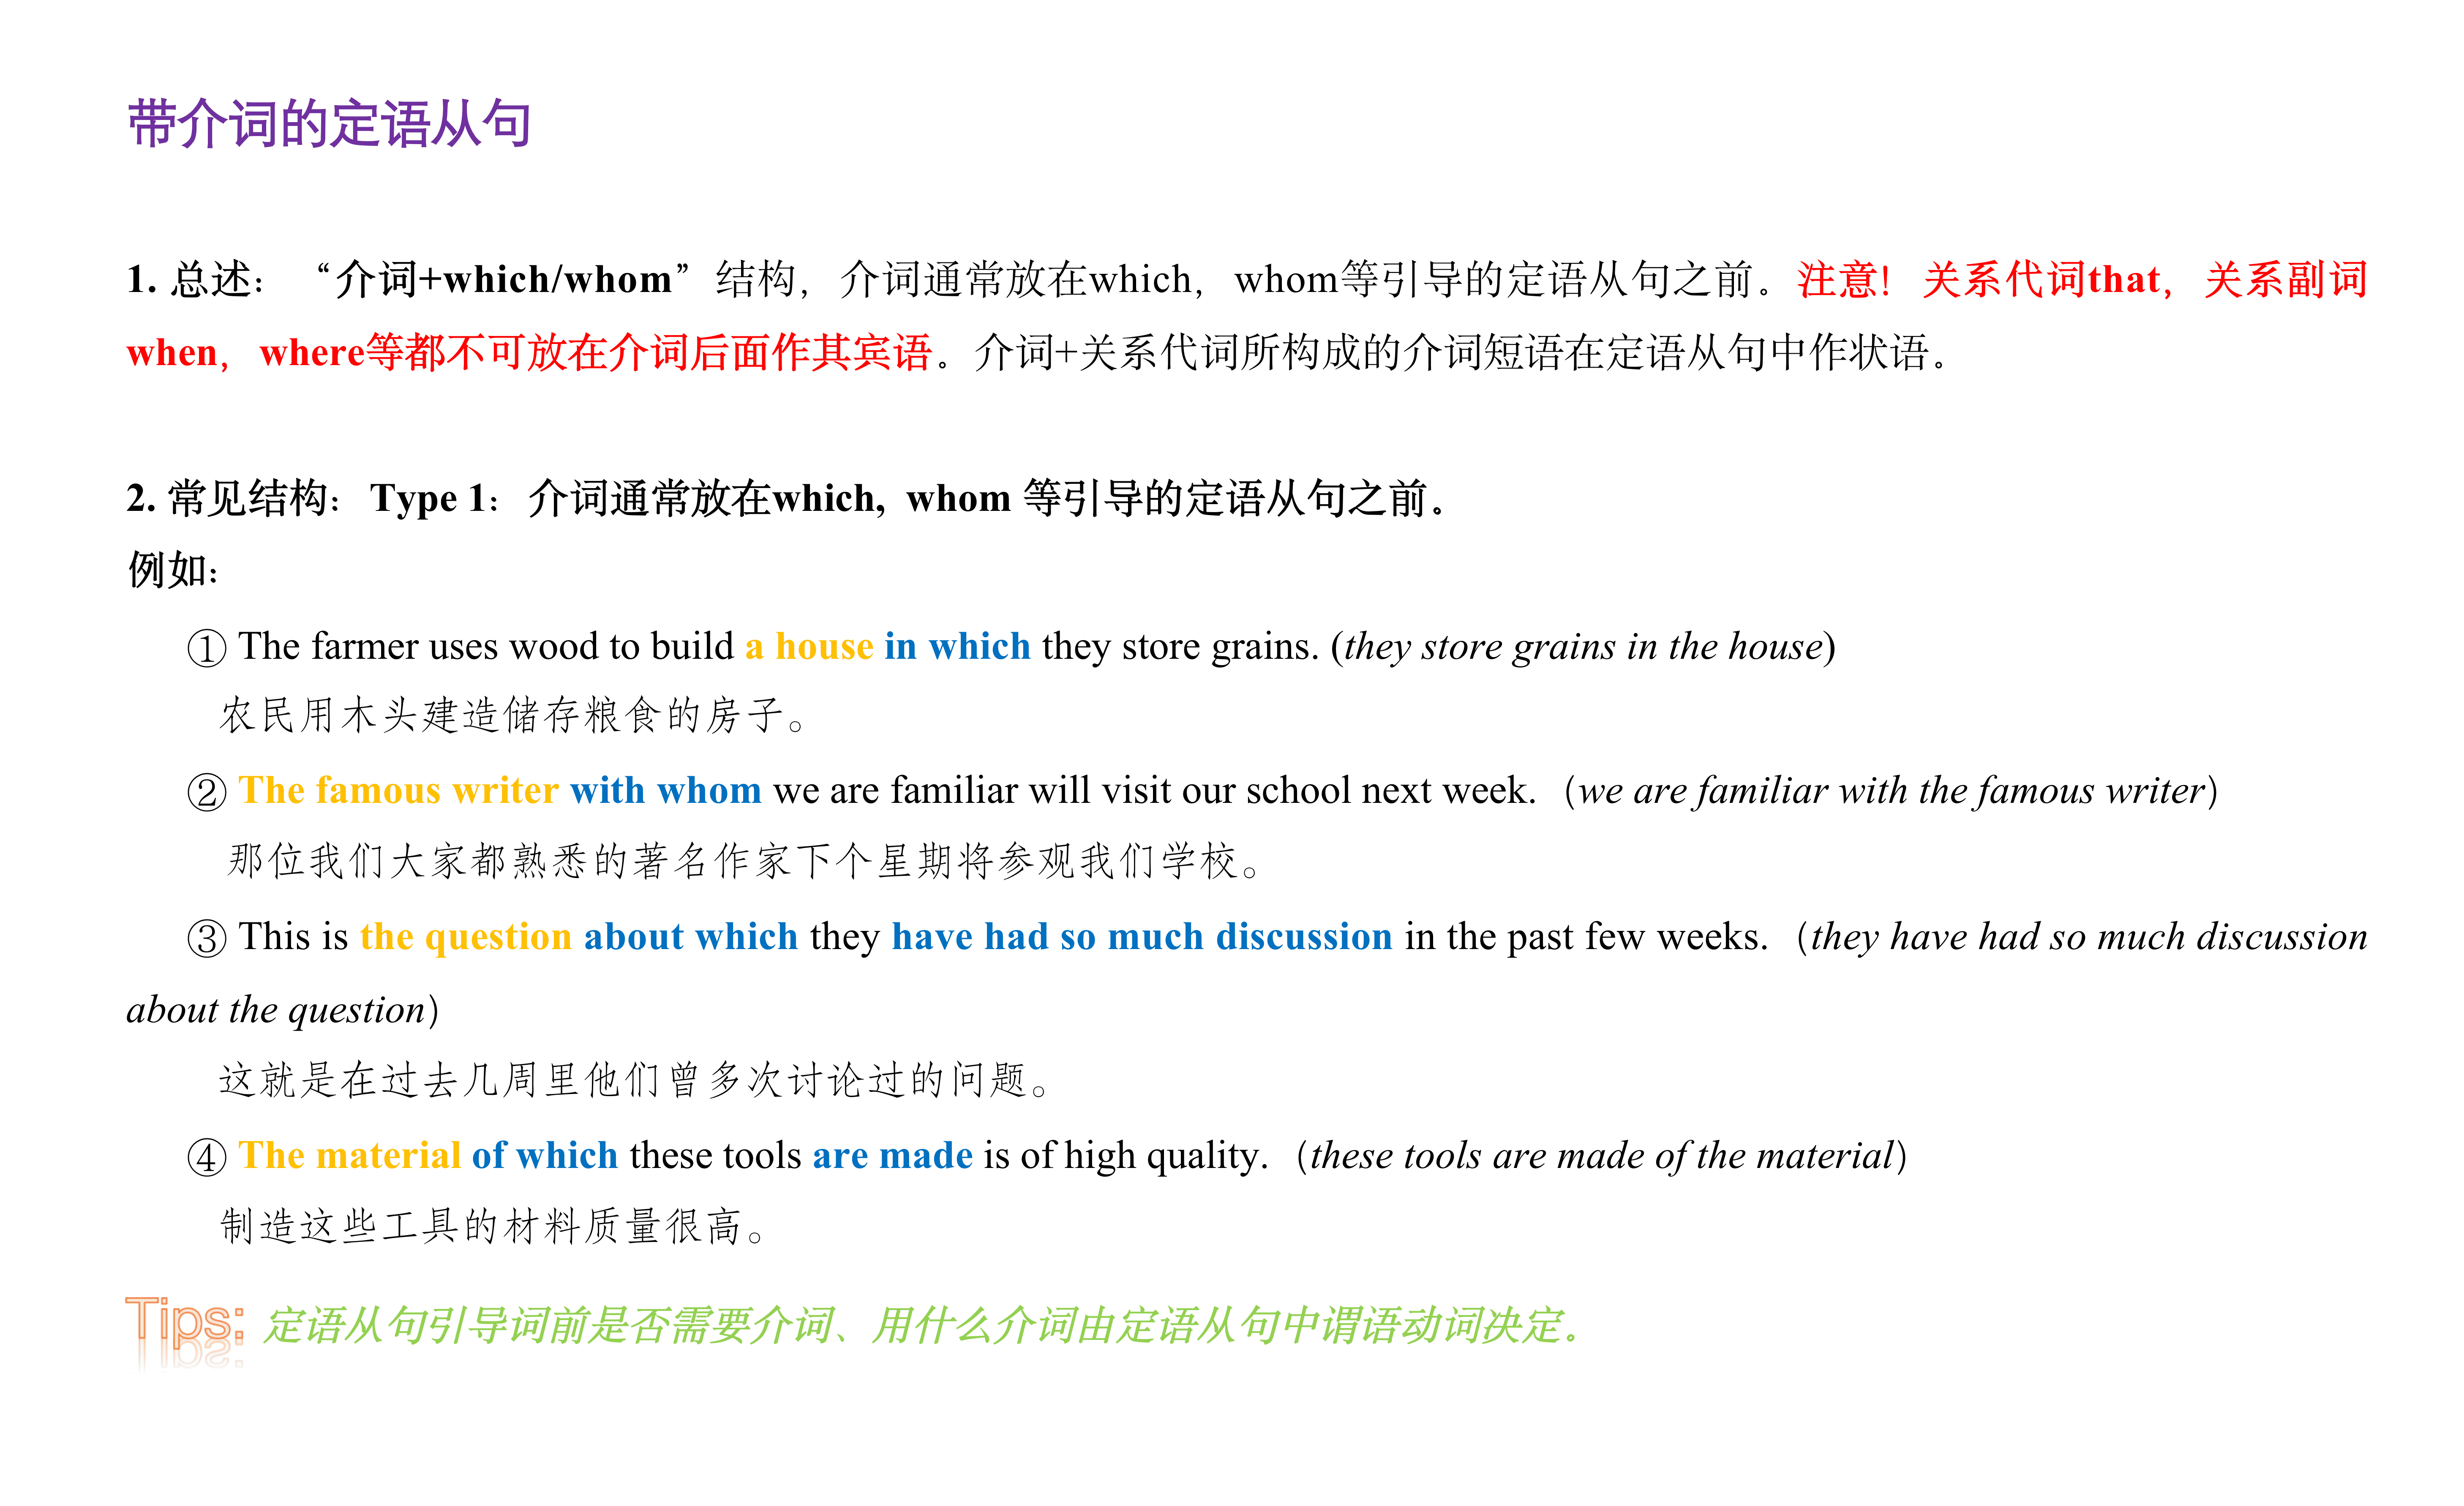 带介词的定语从句
1. 总述：“介词+which/whom”结构，介词通常放在which，whom等引导的定语从句之前。注意！关系代词that，关系副词
when，where等都不可放在介词后面作其宾语。介词+关系代词所构成的介词短语在定语从句中作状语。
2. 常见结构：Type 1：介词通常放在which, whom 等引导的定语从句之前。
例如：
① The farmer uses wood to build a house in which they store grains. (they store grains in the house)
农民用木头建造储存粮食的房子。
② The famous writer with whom we are familiar will visit our school next week.（we are familiar with the famous writer）
那位我们大家都熟悉的著名作家下个星期将参观我们学校。
③ This is the question about which they have had so much discussion in the past few weeks.（they have had so much discussion
about the question）
这就是在过去几周里他们曾多次讨论过的问题。
④ The material of which these tools are made is of high quality.（these tools are made of the material）
制造这些工具的材料质量很高。
Tips: 定语从句引导词前是否需要介词、用什么介词由定语从句中谓语动词决定。